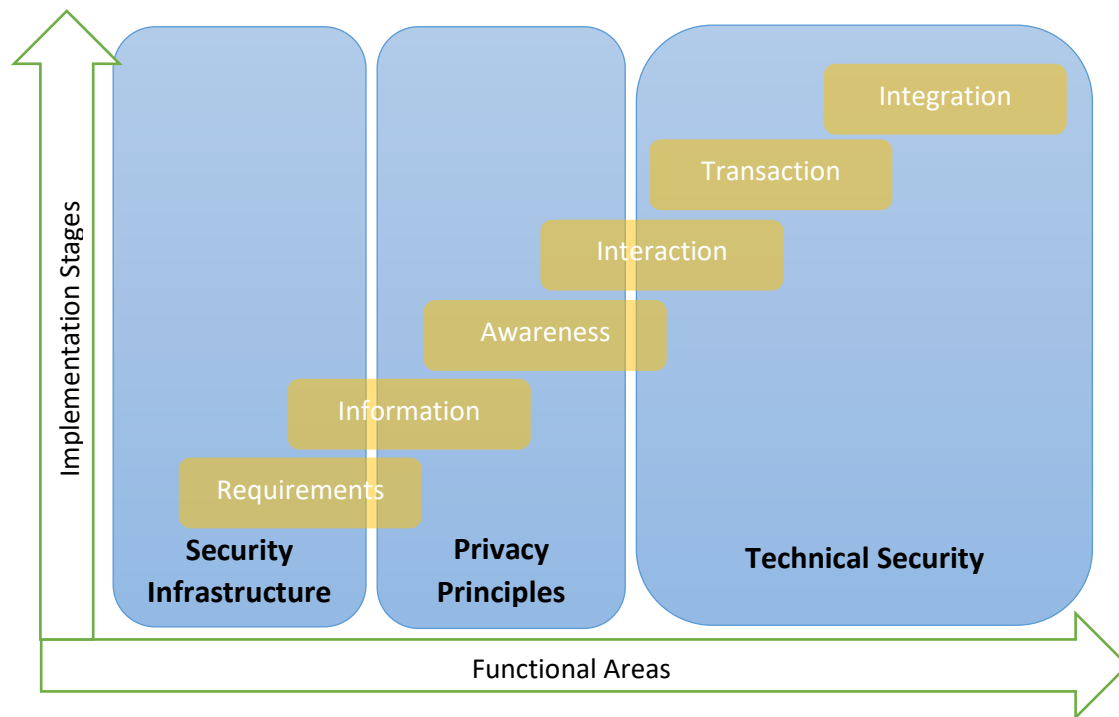 Integration
Transaction
Interaction
Awareness
Information
Requirements
Implementation Stages
Security
Infrastructure
Privacy
Principles
Technical Security
Functional Areas